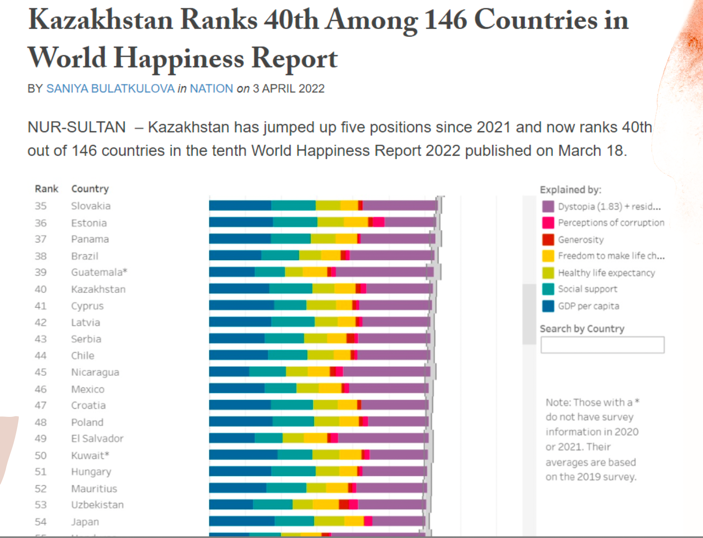 Kazakhstan Ranks 40th Among 146 Countries in
World Happiness Report
BY SANIYA BULATKULOVA in NATION on 3 APRIL 2022
NUR-SULTAN – Kazakhstan has jumped up five positions since 2021 and now ranks 40th
out of 146 countries in the tenth World Happiness Report 2022 published on March 18.
Rank Country
35 Slovakia
36 Estonia
37 Panama
38 Brazil
39 Guatemala*
40 Kazakhstan
41 Cyprus
42 Latvia
43 Serbia
44 Chile
45 Nicaragua
46 Mexico
47 Croatia
48 Poland
49 El Salvador
50 Kuwait*
51 Hungary
52 Mauritius
53 Uzbekistan
54 Japan
Explained by:
Dystopia (1.83) + resid...
Perceptions of corruption
Generosity
Freedom to make life ch...
Healthy life expectancy
Social support
GDP per capita
Search by Country
Note: Those with a *
do not have survey
information in 2020
or 2021. Their
averages are based
on the 2019 survey.